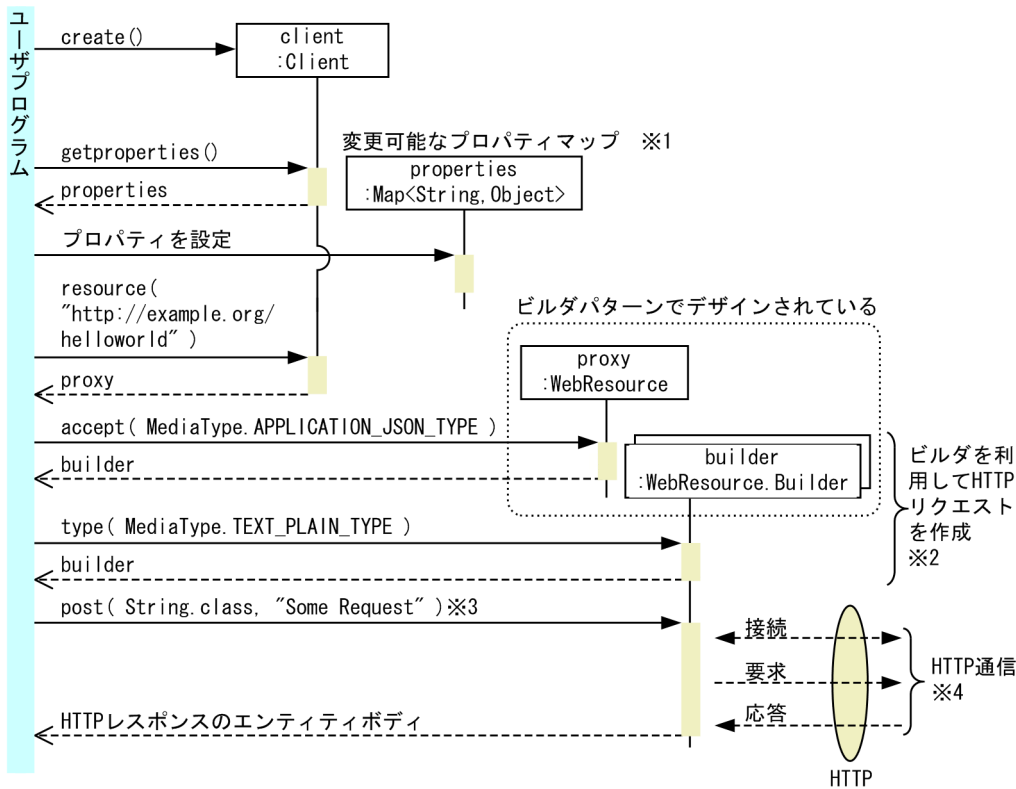 ユーザプログラム
create()
client
:Client
変更可能なプロパティマップ ※1
getproperties()
properties
:Map<String,Object>
properties
プロパティを設定
resource(
"http://example.org/
helloworld" )
ビルダパターンでデザインされている
proxy
:WebResource
proxy
accept( MediaType.APPLICATION_JSON_TYPE )
builder
builder
:WebResource.Builder
ビルダを利
用してHTTP
リクエスト
を作成
※2
type( MediaType.TEXT_PLAIN_TYPE )
builder
post( String.class, "Some Request" )※3
接続
要求
応答
HTTP通信
※4
HTTPレスポンスのエンティティボディ
HTTP